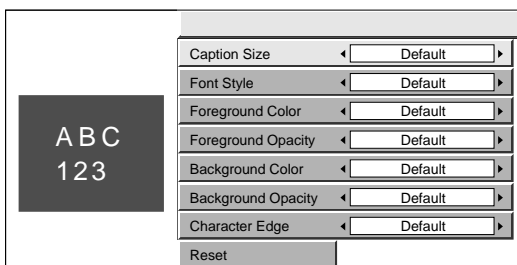 ABC
123
Caption Size Default
Font Style Default
Foreground Color Default
Foreground Opacity Default
Background Color Default
Background Opacity Default
Character Edge Default
Reset